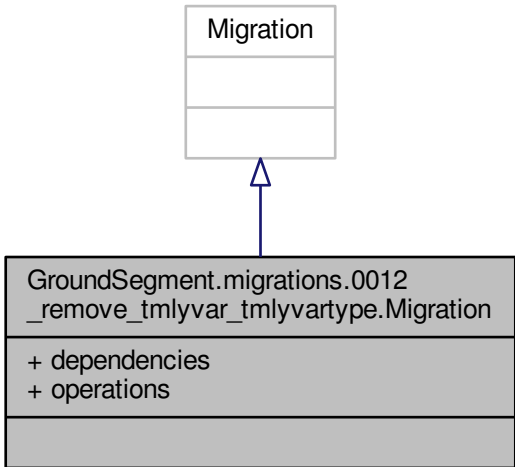 Migration
GroundSegment.migrations.0012
_remove_tmlyvar_tmlyvartype.Migration
+ dependencies
+ operations